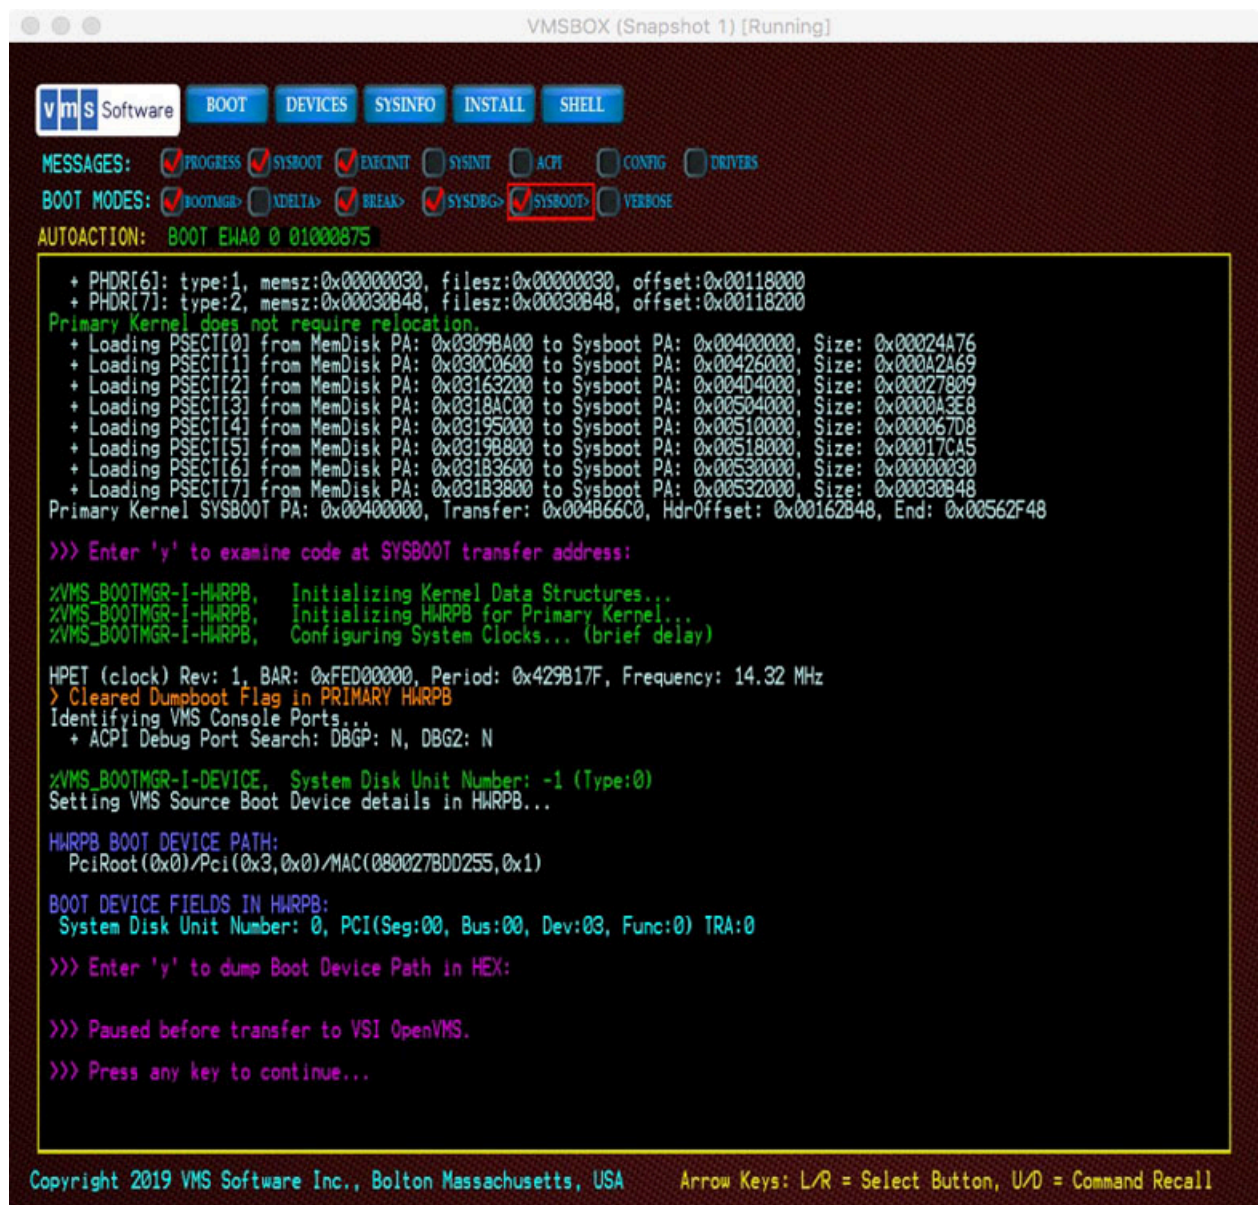 VMSBOX (Snapshot 1) [Running]
vms Software BOOT DEVICES SYSINFO INSTALL SHELL
MESSAGES: PROGRESS SYSBOOT EXECINIT SYSINIT ACPI CONFIG DRIVERS
BOOT MODES: BOOTMGR> XDELTA> BREAK> SYSDBG> SYSBOOT> VERBOSE
AUTOACTION: BOOT EWA0 0 01000875
+ PHDR[6]: type:1, memsz:0x00000030, filesz:0x00000030, offset:0x00118000
+ PHDR[7]: type:2, memsz:0x00030B48, filesz:0x00030B48, offset:0x00118200
Primary Kernel does not require relocation.
+ Loading PSECT[0] from MemDisk PA: 0x0309BA00 to Sysboot PA: 0x00400000, Size: 0x00024A76
+ Loading PSECT[1] from MemDisk PA: 0x030C0600 to Sysboot PA: 0x00426000, Size: 0x000A2A69
+ Loading PSECT[2] from MemDisk PA: 0x03163200 to Sysboot PA: 0x004D4000, Size: 0x00027809
+ Loading PSECT[3] from MemDisk PA: 0x0318AC00 to Sysboot PA: 0x00504000, Size: 0x0000A3E8
+ Loading PSECT[4] from MemDisk PA: 0x03195000 to Sysboot PA: 0x00510000, Size: 0x000067D8
+ Loading PSECT[5] from MemDisk PA: 0x0319B800 to Sysboot PA: 0x00518000, Size: 0x00017CA5
+ Loading PSECT[6] from MemDisk PA: 0x031B3600 to Sysboot PA: 0x00530000, Size: 0x00000030
+ Loading PSECT[7] from MemDisk PA: 0x031B3800 to Sysboot PA: 0x00532000, Size: 0x00030B48
Primary Kernel SYSBOOT PA: 0x00400000, Transfer: 0x004B66C0, HdrOffset: 0x00162B48, End: 0x00562F48
>>> Enter 'y' to examine code at SYSBOOT transfer address:
%VMS_BOOTMGR-I-HWRPB, Initializing Kernel Data Structures...
%VMS_BOOTMGR-I-HWRPB, Initializing HWRPB for Primary Kernel...
%VMS_BOOTMGR-I-HWRPB, Configuring System Clocks... (brief delay)
HPET (clock) Rev: 1, BAR: 0xFED00000, Period: 0x429B17F, Frequency: 14.32 MHz
> Cleared Dumpboot Flag in PRIMARY HWRPB
Identifying VMS Console Ports...
+ ACPI Debug Port Search: DBGP: N, DBG2: N
%VMS_BOOTMGR-I-DEVICE, System Disk Unit Number: -1 (Type:0)
Setting VMS Source Boot Device details in HWRPB...
HWRPB BOOT DEVICE PATH:
PciRoot(0x0)/Pci(0x3,0x0)/MAC(080027BDD255,0x1)
BOOT DEVICE FIELDS IN HWRPB:
System Disk Unit Number: 0, PCI(Seg:00, Bus:00, Dev:03, Func:0) TRA:0
>>> Enter 'y' to dump Boot Device Path in HEX:
>>> Paused before transfer to VSI OpenVMS.
>>> Press any key to continue...
Copyright 2019 VMS Software Inc., Bolton Massachusetts, USA Arrow Keys: L/R = Select Button, U/D = Command Recall